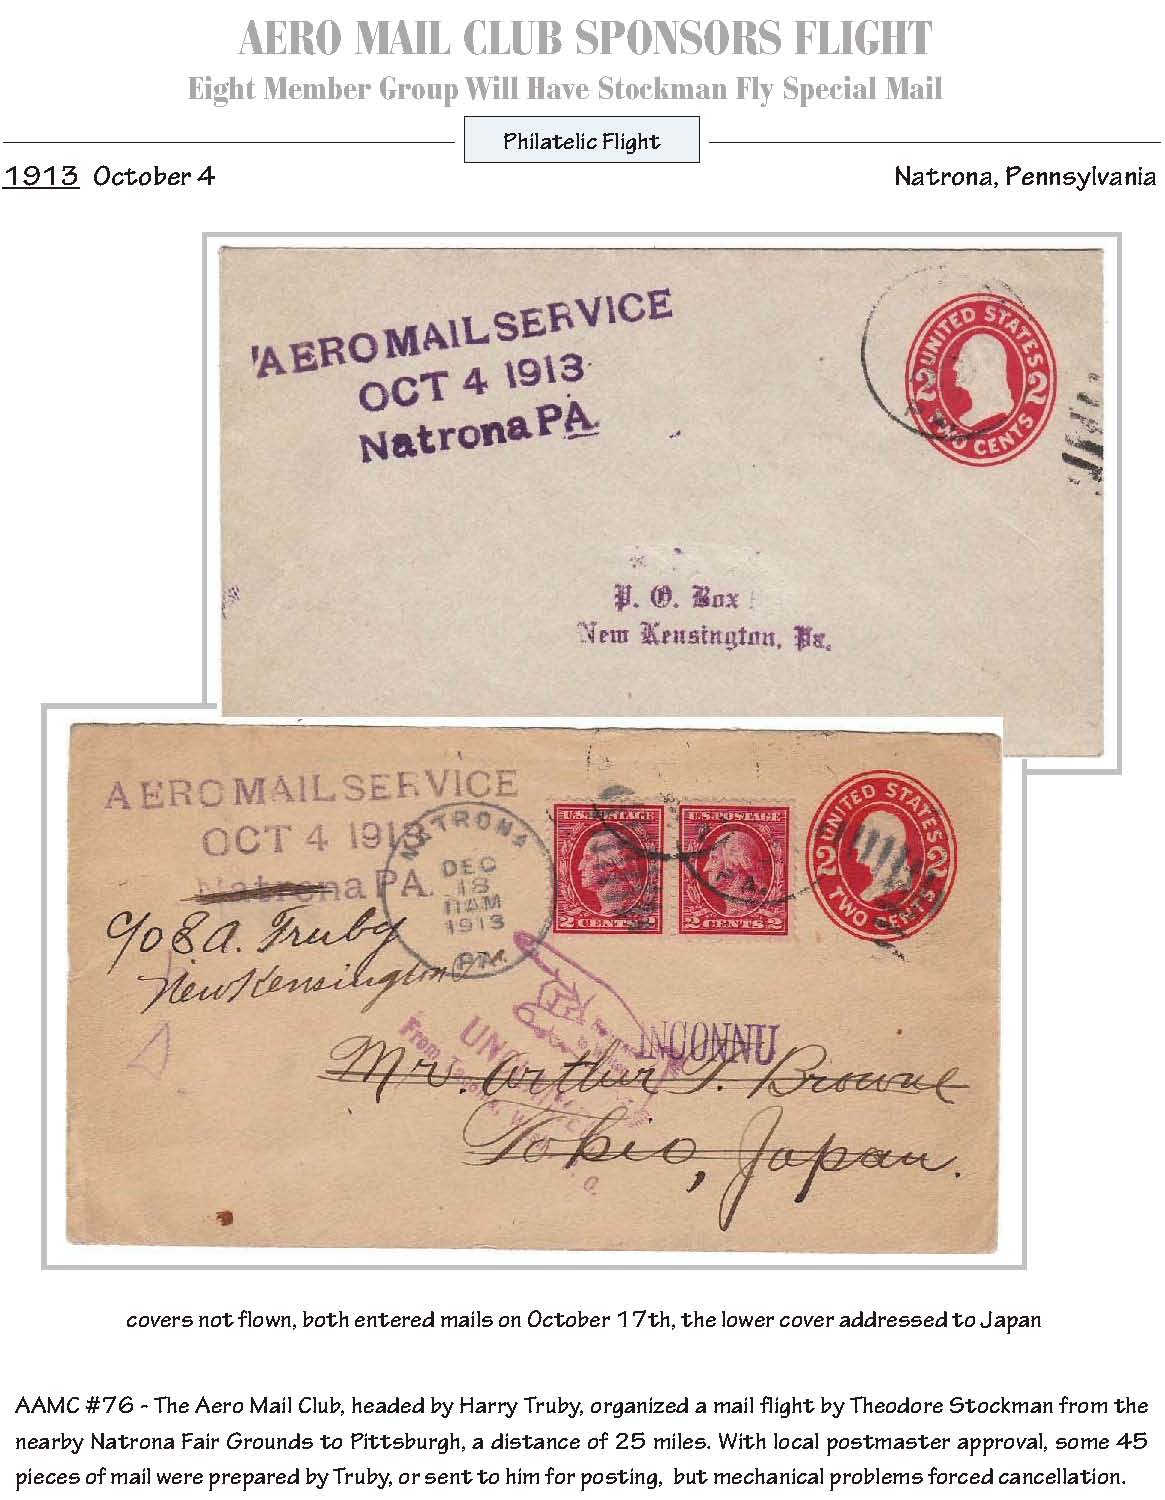 AERO MAIL CLUB SPONSORS FLIGHT
Eight Member Group Will Have Stockman Fly Special Mail
Philatelic Flight
1913 October 4
Natrona, Pennsylvania
AERO MAIL SERVICE
OCT 4 1913
Natrona PA.
UNITED STATES
2 2
TWO CENTS
P. O. Box
New Kensington, Pa.
AERO MAIL SERVICE
OCT 4 1913
Natrona PA.
NATRONA
DEC
18
11 AM
1913
PA.
U.S. POSTAGE
2 CENTS 2
U.S. POSTAGE
2 CENTS 2
PA.
UNITED STATES
2 2
TWO CENTS
c/o S. A. Truby
New Kensington
INCONNU
From
Mr. Arthur T. Browne
Tokio, Japan.
covers not flown, both entered mails on October 17th, the lower cover addressed to Japan
AAMC #76 - The Aero Mail Club, headed by Harry Truby, organized a mail flight by Theodore Stockman from the
nearby Natrona Fair Grounds to Pittsburgh, a distance of 25 miles. With local postmaster approval, some 45
pieces of mail were prepared by Truby, or sent to him for posting, but mechanical problems forced cancellation.